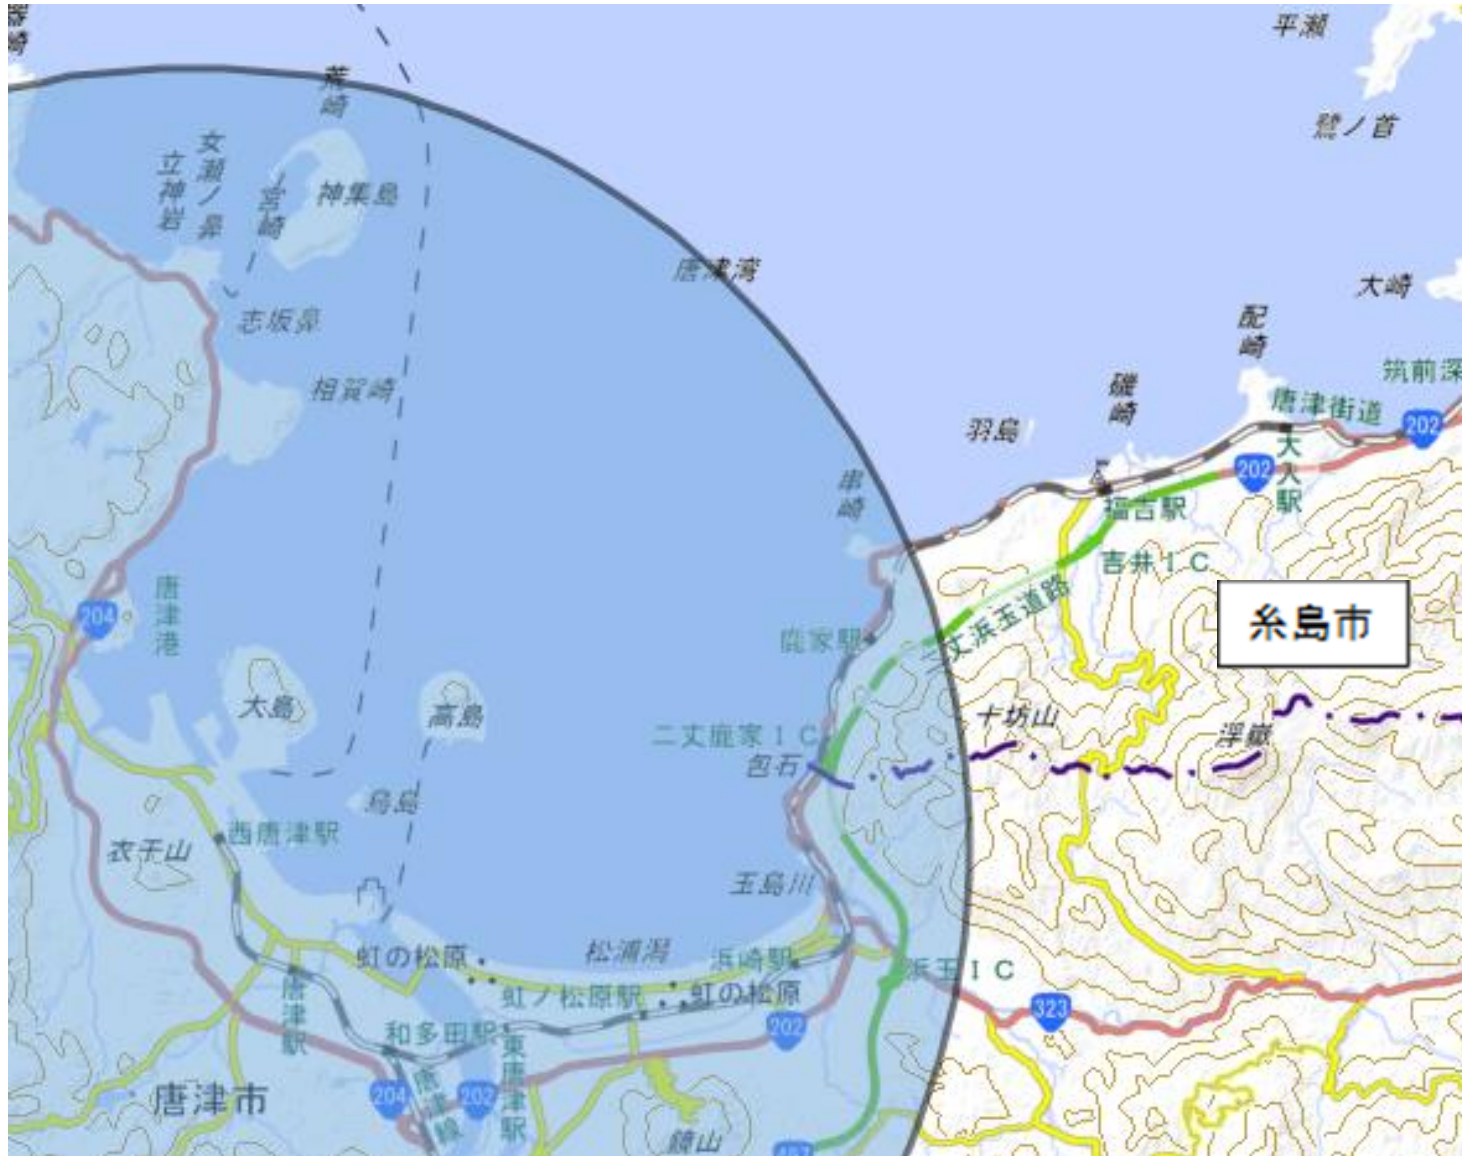 平瀬
鷺ノ首
荒崎
女瀬ノ鼻
立神岩
宮崎
神集島
唐津湾
志坂鼻
大崎
配崎
相賀崎
磯崎
筑前深
唐津街道
羽島
202
202
大入駅
串崎
福吉駅
吉井IC
唐津港
204
丈浜玉道路
糸島市
鹿家駅
大島
高島
十坊山
浮嶽
二丈鹿家IC
包石
鳥島
西唐津駅
衣干山
玉島川
虹の松原
松浦潟
浜崎駅
浜玉IC
唐津駅
虹ノ松原駅
虹の松原
323
和多田駅
202
東唐津駅
唐津市
204
唐津線
202
鏡山